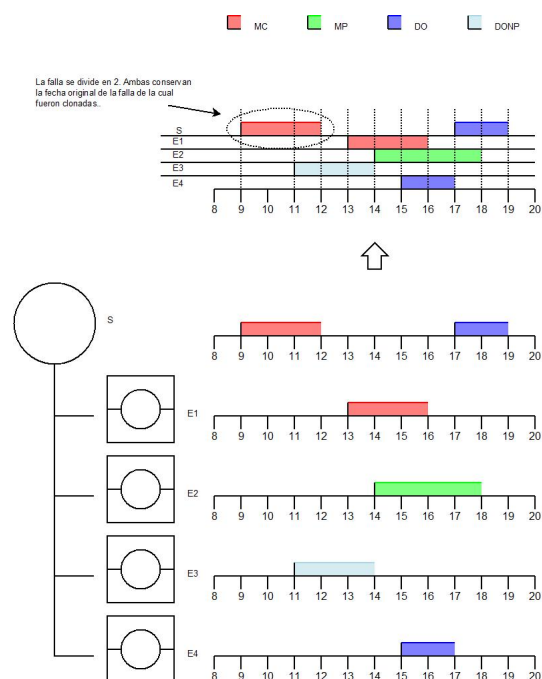 MC MP DO DONP
La falla se divide en 2. Ambas conservan
la fecha original de la falla de la cual
fueron clonadas..
S
E1
E2
E3
E4
8 9 10 11 12 13 14 15 16 17 18 19 20
S
8 9 10 11 12 13 14 15 16 17 18 19 20
E1
8 9 10 11 12 13 14 15 16 17 18 19 20
E2
8 9 10 11 12 13 14 15 16 17 18 19 20
E3
8 9 10 11 12 13 14 15 16 17 18 19 20
E4
8 9 10 11 12 13 14 15 16 17 18 19 20